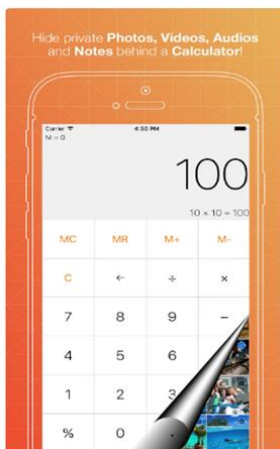 Hide private Photos, Videos, Audios
and Notes behind a Calculator!
Carrier 4:20 PM
M = 0
100
10 × 10 = 100
MC MR M+ M-
C ← ÷ ×
7 8 9 −
4 5 6
1 2 3
% 0 .